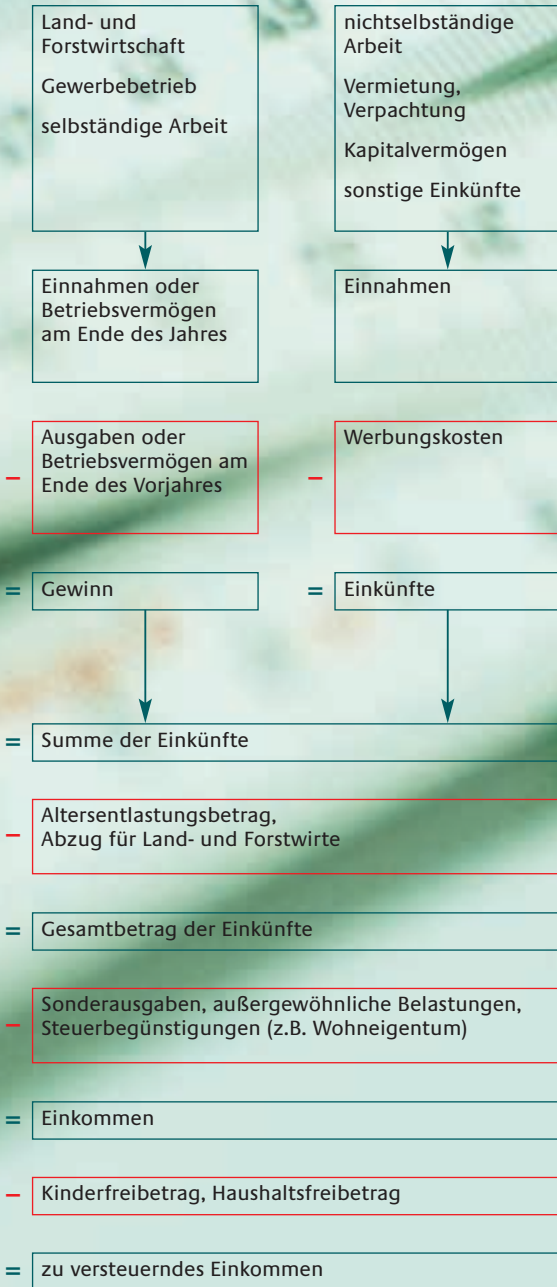 Land- und
Forstwirtschaft
Gewerbebetrieb
selbständige Arbeit
nichtselbständige
Arbeit
Vermietung,
Verpachtung
Kapitalvermögen
sonstige Einkünfte
Einnahmen oder
Betriebsvermögen
am Ende des Jahres
Einnahmen
– Ausgaben oder
Betriebsvermögen am
Ende des Vorjahres
– Werbungskosten
= Gewinn
= Einkünfte
= Summe der Einkünfte
– Altersentlastungsbetrag,
Abzug für Land- und Forstwirte
= Gesamtbetrag der Einkünfte
– Sonderausgaben, außergewöhnliche Belastungen,
Steuerbegünstigungen (z.B. Wohneigentum)
= Einkommen
– Kinderfreibetrag, Haushaltsfreibetrag
= zu versteuerndes Einkommen